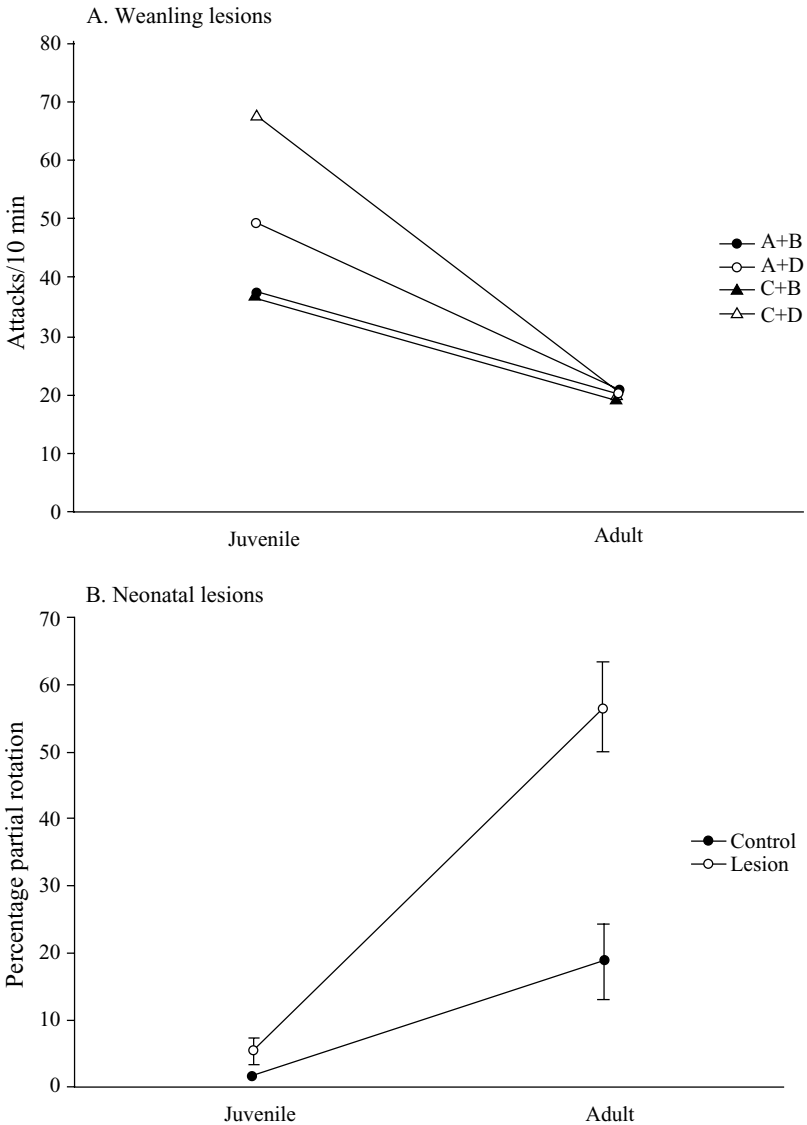 A. Weanling lesions
80
70
60
50
40
30
20
10
0
Attacks/10 min
Juvenile
Adult
A+B
A+D
C+B
C+D
B. Neonatal lesions
70
60
50
40
30
20
10
0
Percentage partial rotation
Juvenile
Adult
Control
Lesion